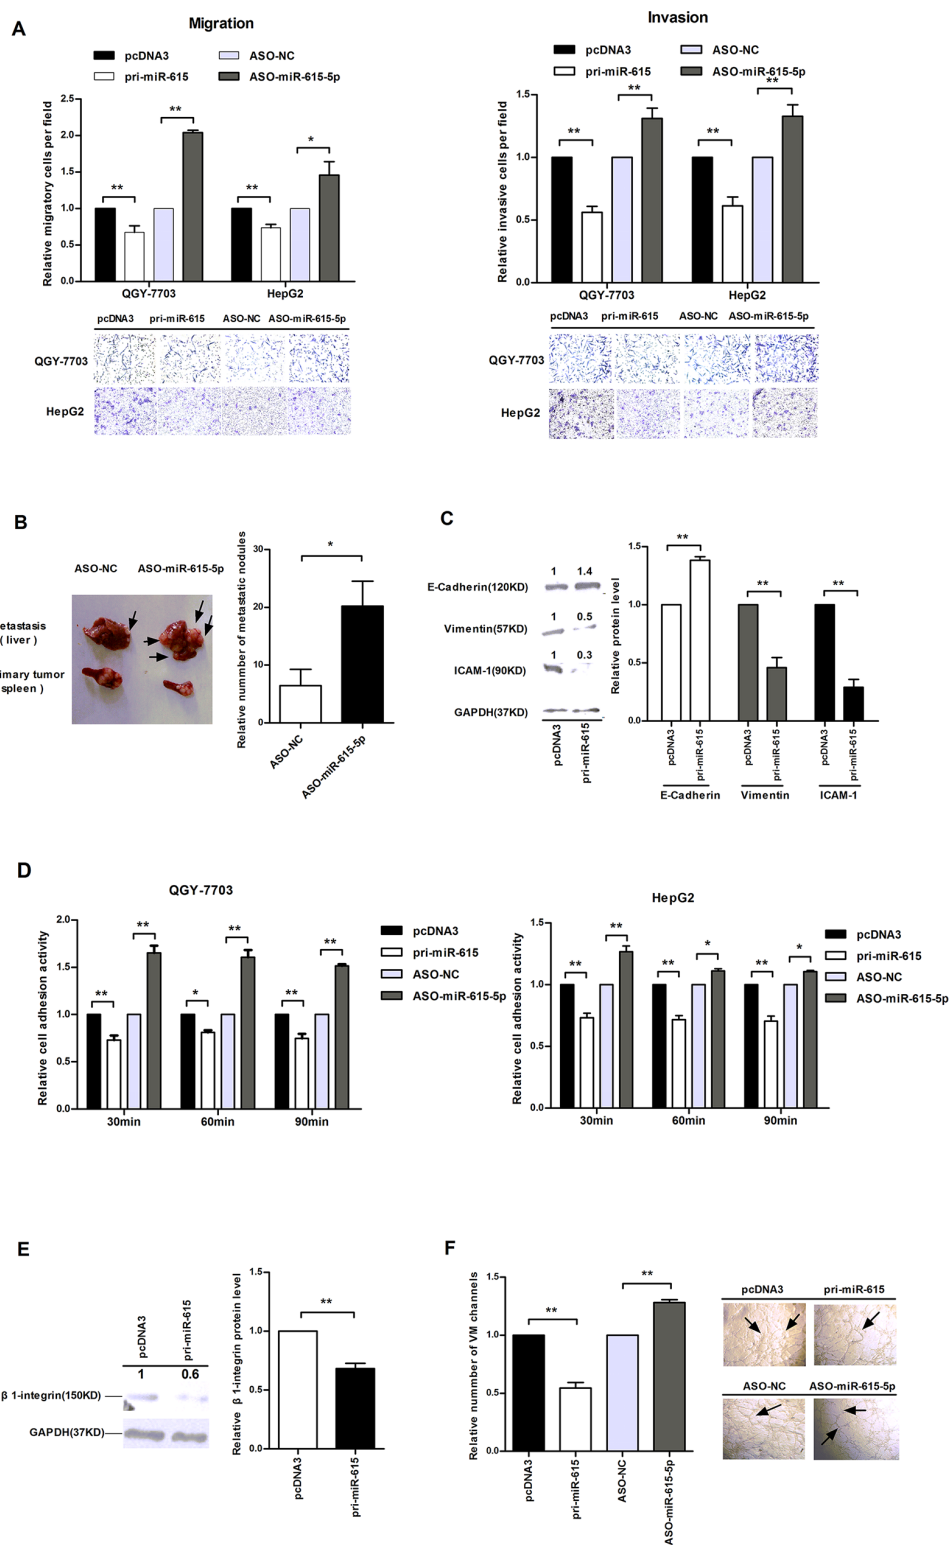 A
Migration
pcDNA3
ASO-NC
pri-miR-615
ASO-miR-615-5p
Relative migratory cells per field
2.5
2.0
1.5
1.0
0.5
0.0
**
**
**
*
QGY-7703
HepG2
pcDNA3 pri-miR-615 ASO-NC ASO-miR-615-5p
QGY-7703
HepG2
Invasion
pcDNA3
ASO-NC
pri-miR-615
ASO-miR-615-5p
Relative invasive cells per field
1.5
1.0
0.5
0.0
**
**
**
**
QGY-7703
HepG2
pcDNA3 pri-miR-615 ASO-NC ASO-miR-615-5p
QGY-7703
HepG2
B
ASO-NC ASO-miR-615-5p
etastasis
( liver )
imary tumor
spleen )
Relative nummber of metastatic nodules
30
20
10
0
*
ASO-NC
ASO-miR-615-5p
C
1 1.4
E-Cadherin(120KD)
1 0.5
Vimentin(57KD)
1 0.3
ICAM-1(90KD)
GAPDH(37KD)
pcDNA3
pri-miR-615
Relative protein level
1.5
1.0
0.5
0.0
**
**
**
pcDNA3
pri-miR-615
pcDNA3
pri-miR-615
pcDNA3
pri-miR-615
E-Cadherin
Vimentin
ICAM-1
D
QGY-7703
Relative cell adhesion activity
2.0
1.5
1.0
0.5
0.0
**
**
*
**
**
**
30min
60min
90min
pcDNA3
pri-miR-615
ASO-NC
ASO-miR-615-5p
HepG2
Relative cell adhesion activity
1.5
1.0
0.5
0.0
**
**
**
*
**
*
30min
60min
90min
pcDNA3
pri-miR-615
ASO-NC
ASO-miR-615-5p
E
pcDNA3
pri-miR-615
1 0.6
β 1-integrin(150KD)
GAPDH(37KD)
Relative β 1-integrin protein level
1.5
1.0
0.5
0.0
**
pcDNA3
pri-miR-615
F
Relative nummber of VM channels
1.5
1.0
0.5
0.0
**
**
pcDNA3
pri-miR-615
ASO-NC
ASO-miR-615-5p
pcDNA3 pri-miR-615
ASO-NC ASO-miR-615-5p